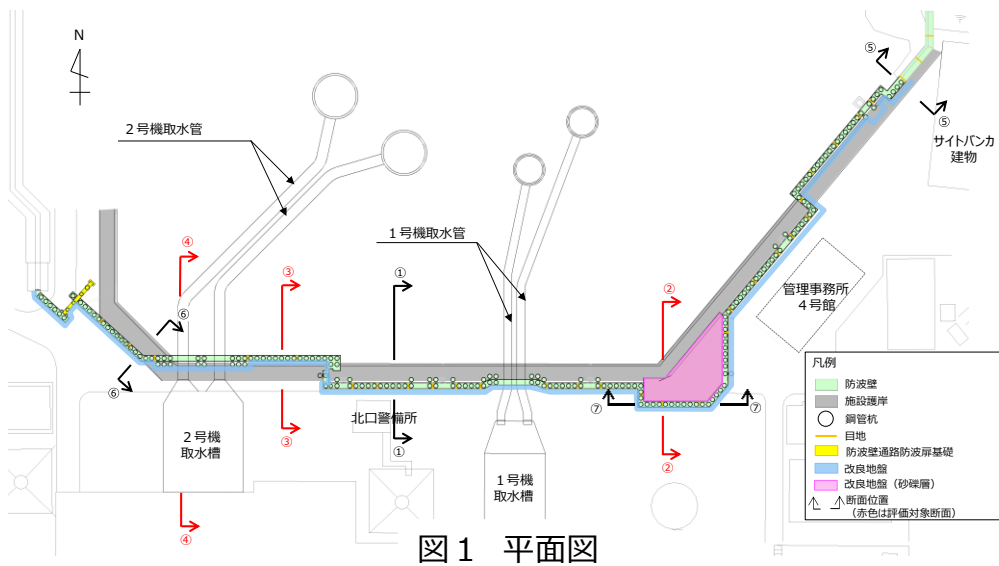 N
２号機取水管
１号機取水管
⑤
⑤
サイトバンカ
建物
④
③
①
②
⑥
⑥
管理事務所
４号館
北口警備所
⑦
⑦
③
①
②
④
２号機
取水槽
１号機
取水槽
凡例
防波壁
施設護岸
鋼管杭
目地
防波壁通路防波扉基礎
改良地盤
改良地盤（砂礫層）
断面位置
（赤色は評価対象断面）
図１　平面図